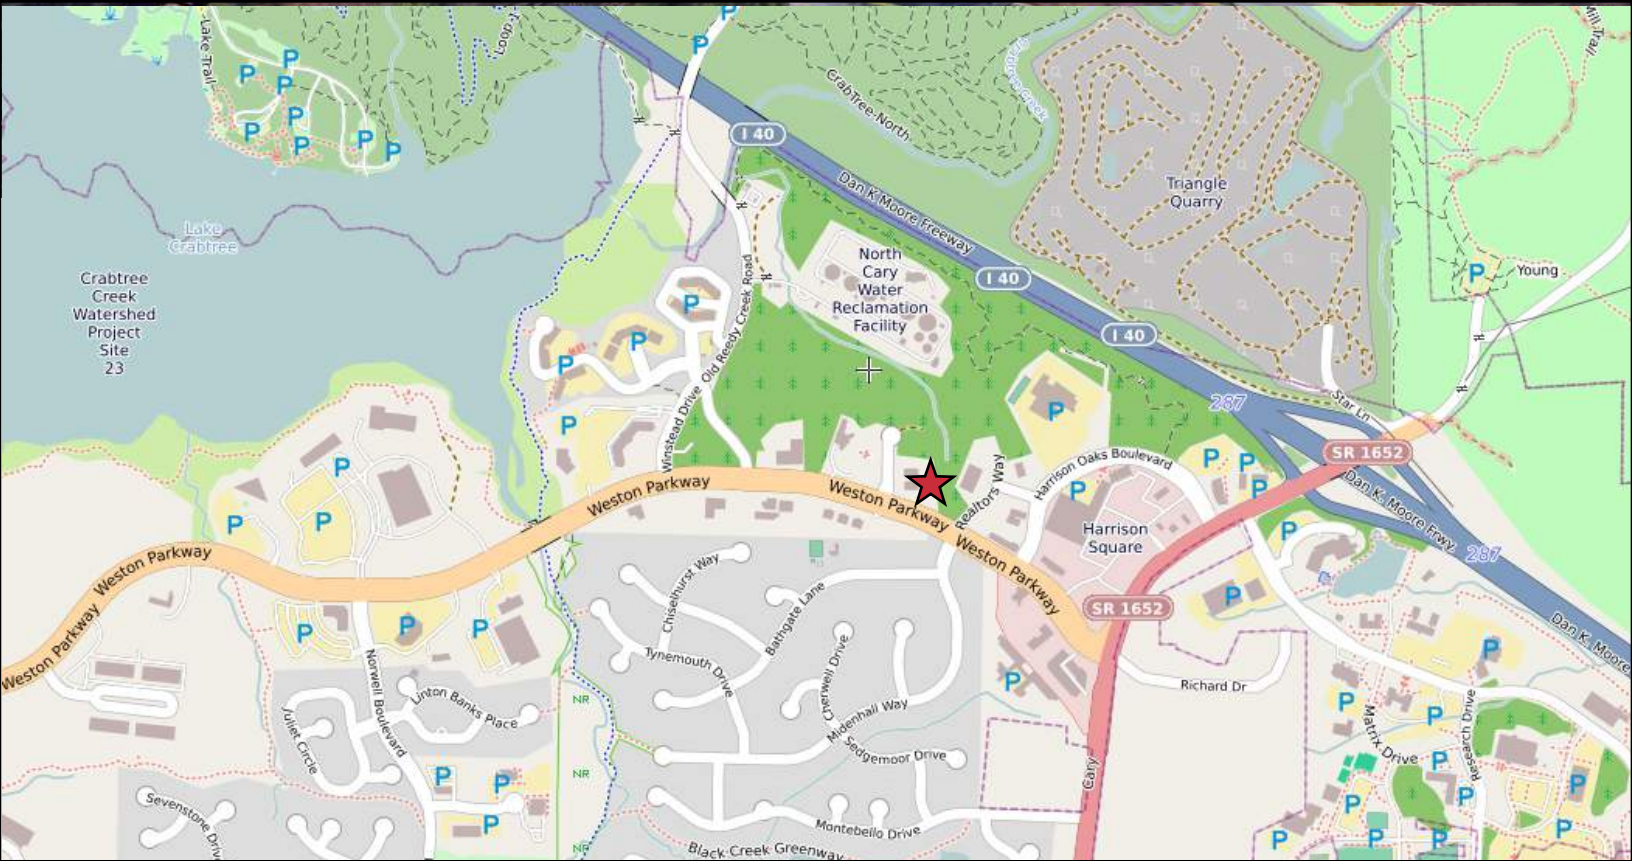 Lake-Trail
Loop
P
P
P
P
P
P
P
P
P
P
P
I 40
CrabTree-North
Triangle
Quarry
Mill-Trail
Lake
Crabtree
Crabtree
Creek
Watershed
Project
Site
23
Dan K Moore Freeway
North
Cary
Water
Reclamation
Facility
I 40
I 40
P
Young
Old Reedy Creek Road
P
P
P
P
P
287
Star Ln
SR 1652
Winstead Drive
Harrison Oaks Boulevard
P
P
P
P
P
P
P
Weston Parkway
Weston Parkway
Realtors Way
Dan K. Moore Frwy
287
Harrison
Square
Weston Parkway
Weston Parkway
Weston Parkway
Chiselhurst Way
Bathgate Lane
Tynemouth Drive
Cherwell Drive
Midenhall Way
Sedgemoor Drive
SR 1652
P
P
P
P
P
P
Richard Dr
Dan K. Moore
Norwell Boulevard
Linton Banks Place
Juliet Circle
NR
NR
NR
Matrix Drive
Research Drive
P
P
P
P
P
P
P
P
P
P
P
P
P
P
Cary
Sevenstone Drive
Montebello Drive
Black-Creek Greenway